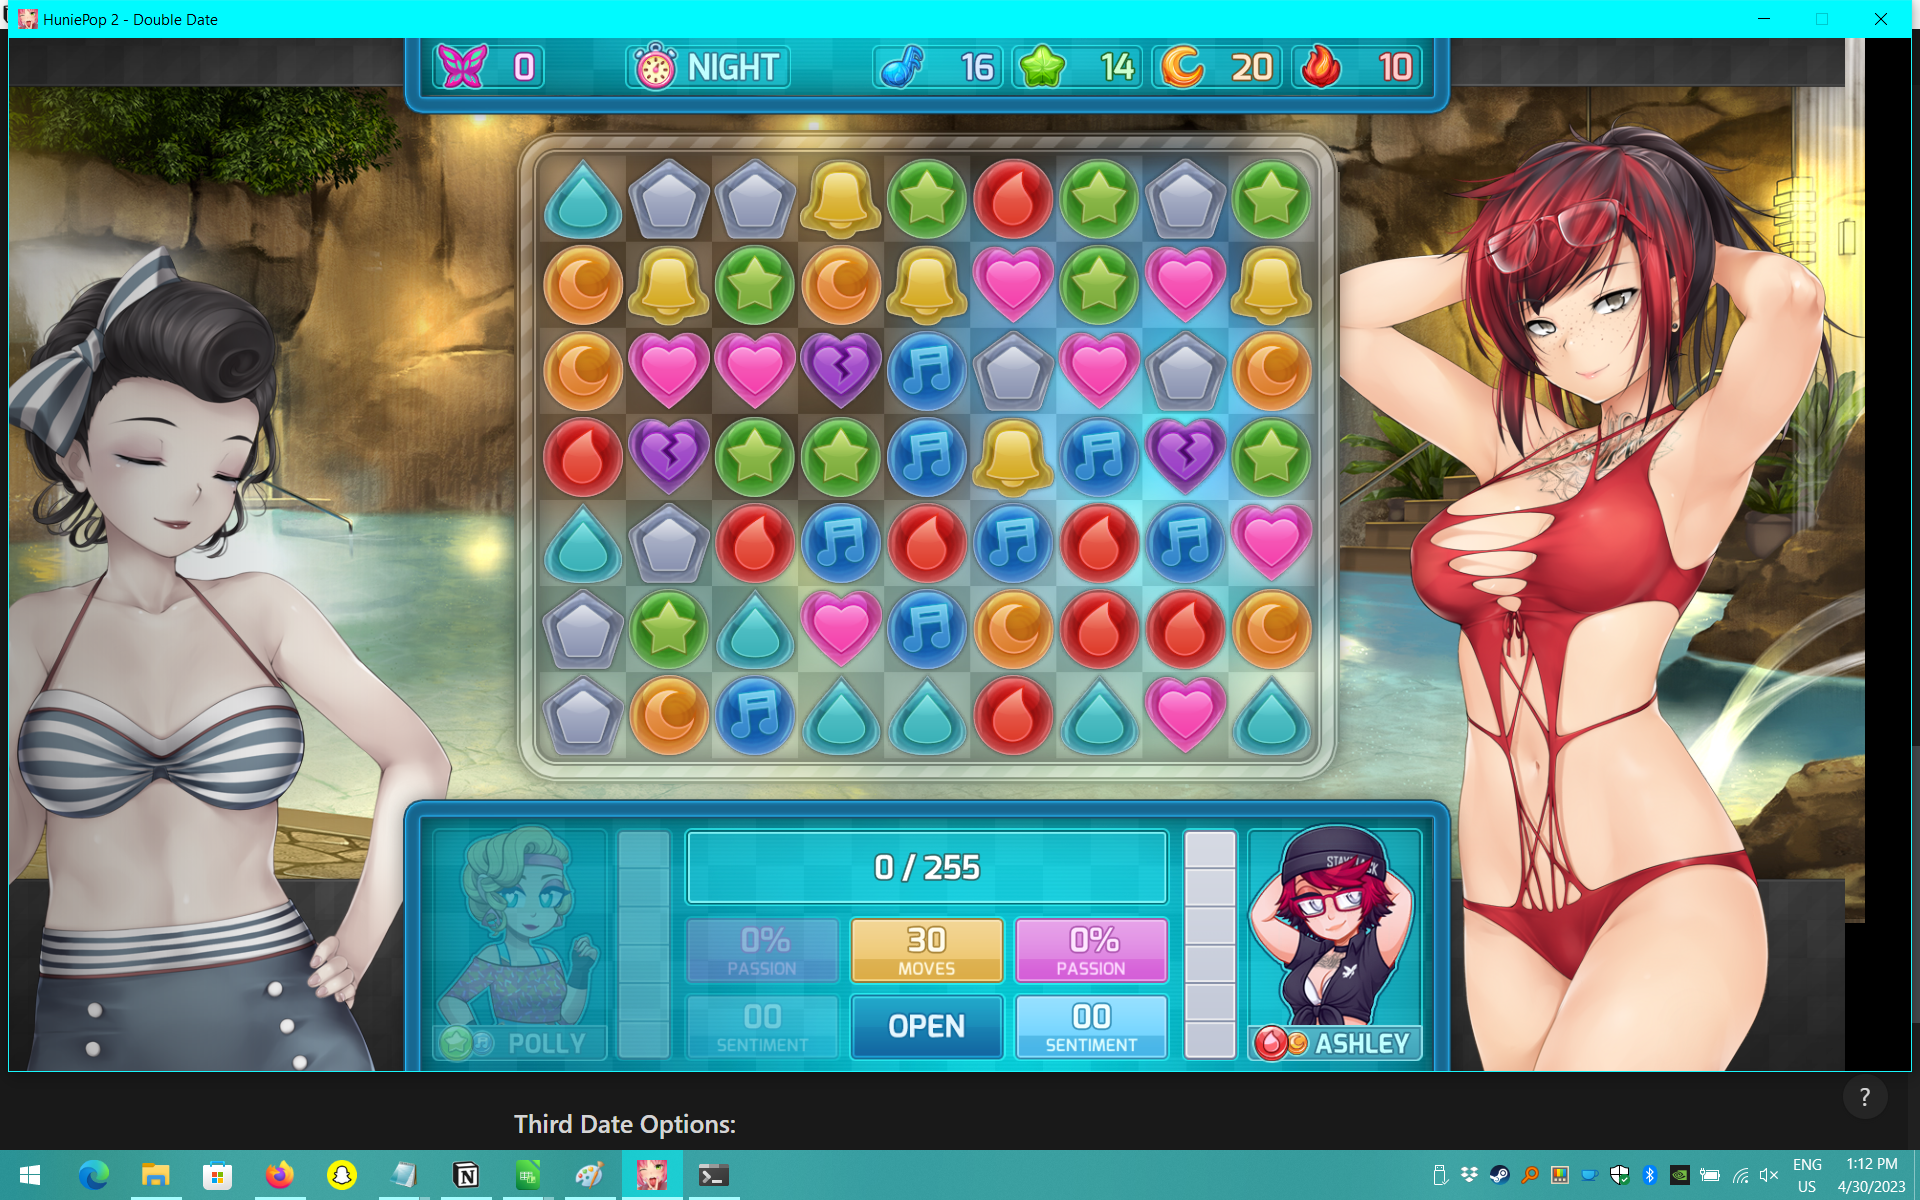 HuniePop 2 - Double Date
0
NIGHT
16
14
20
10
0 / 255
0%
PASSION
30
MOVES
0%
PASSION
00
SENTIMENT
OPEN
00
SENTIMENT
POLLY
ASHLEY
Third Date Options:
?
ENG
US
1:12 PM
4/30/2023